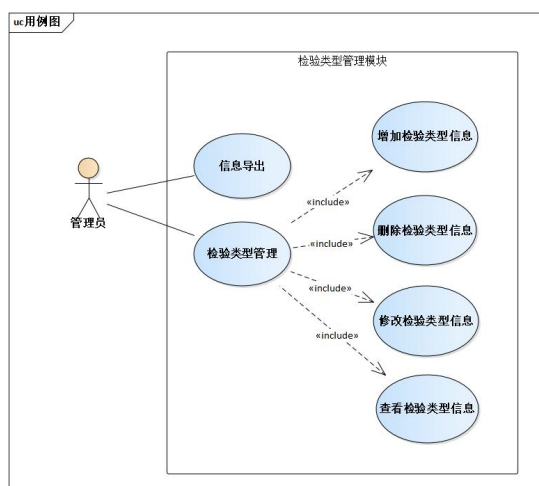 uc用例图
检验类型管理模块
增加检验类型信息
信息导出
«include»
管理员
检验类型管理
«include»
删除检验类型信息
«include»
修改检验类型信息
«include»
查看检验类型信息